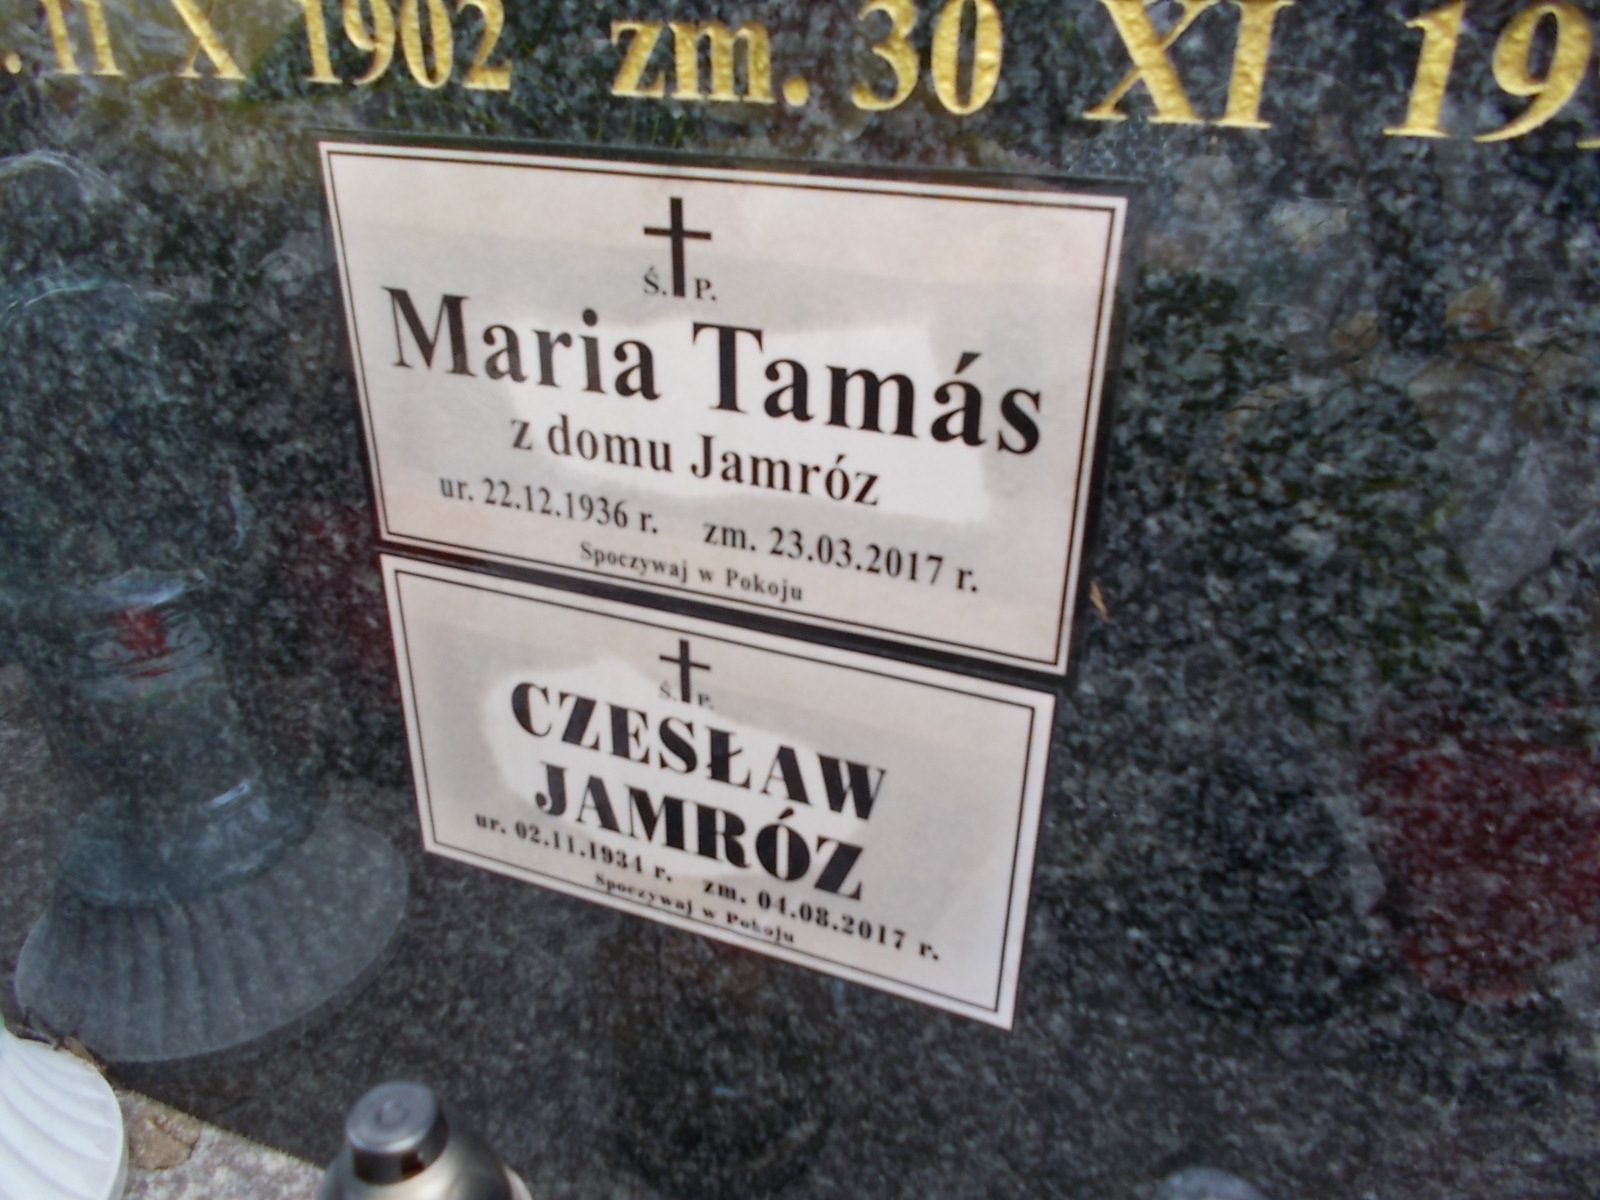 11 X 1902 zm. 30 XI 19
Ś. P.
Maria Tamás
z domu Jamróz
ur. 22.12.1936 r. zm. 23.03.2017 r.
Spoczywaj w Pokoju
Ś. P.
CZESŁAW
JAMRÓZ
ur. 02.11.1934 r. zm. 04.08.2017 r.
Spoczywaj w Pokoju